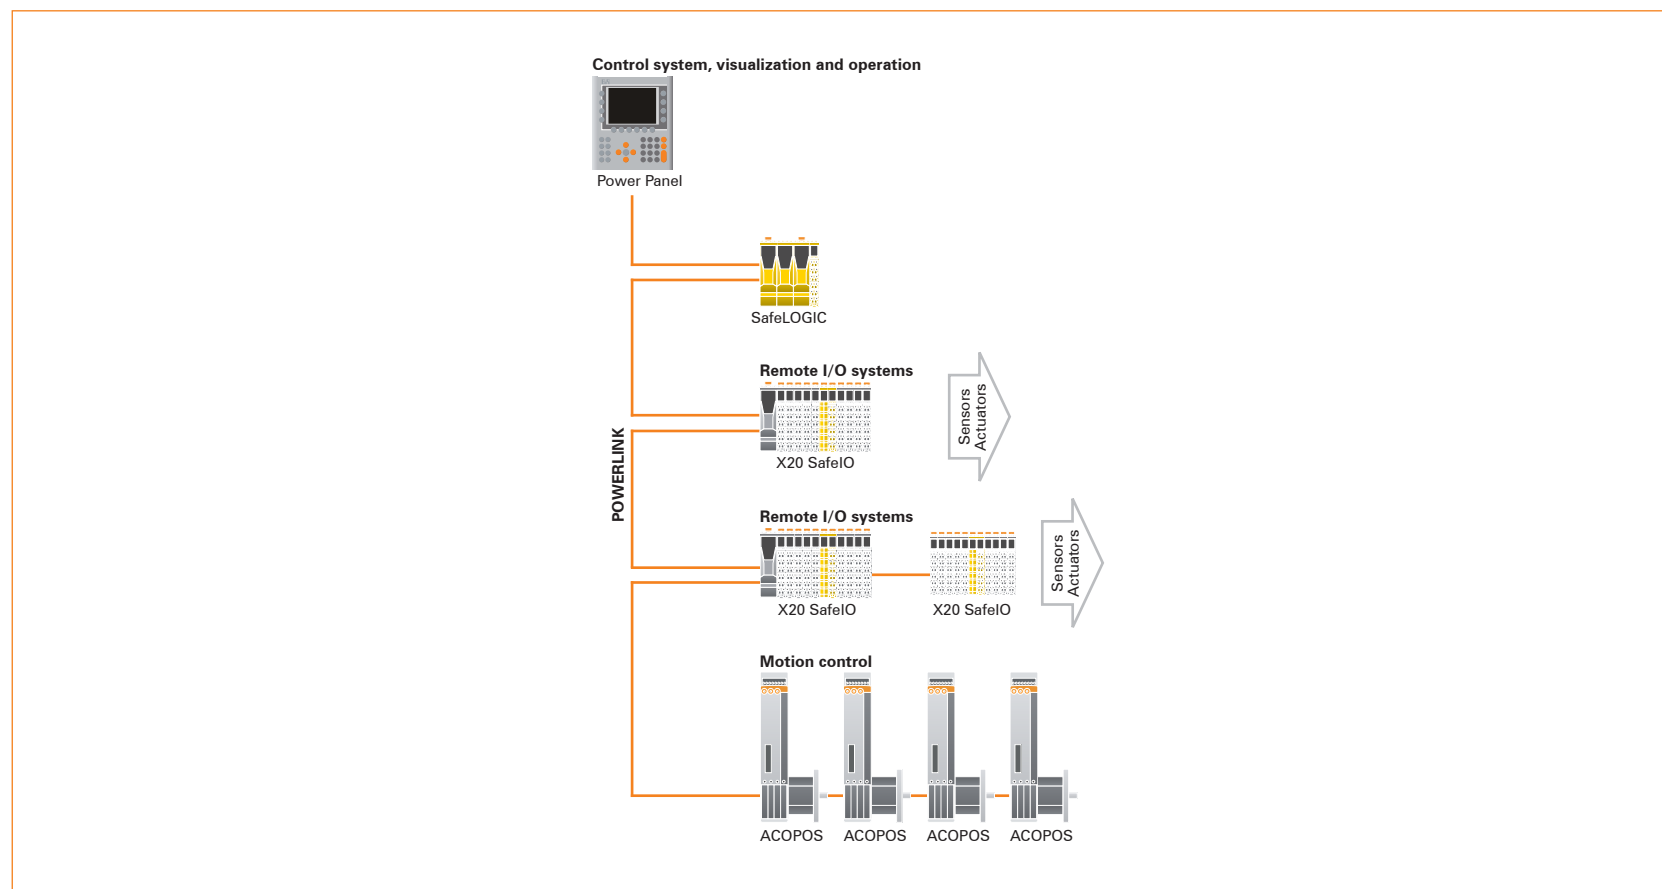 Control system, visualization and operation
Power Panel
SafeLOGIC
Remote I/O systems
X20 SafeIO
Sensors
Actuators
POWERLINK
Remote I/O systems
X20 SafeIO
X20 SafeIO
Sensors
Actuators
Motion control
ACOPOS
ACOPOS
ACOPOS
ACOPOS